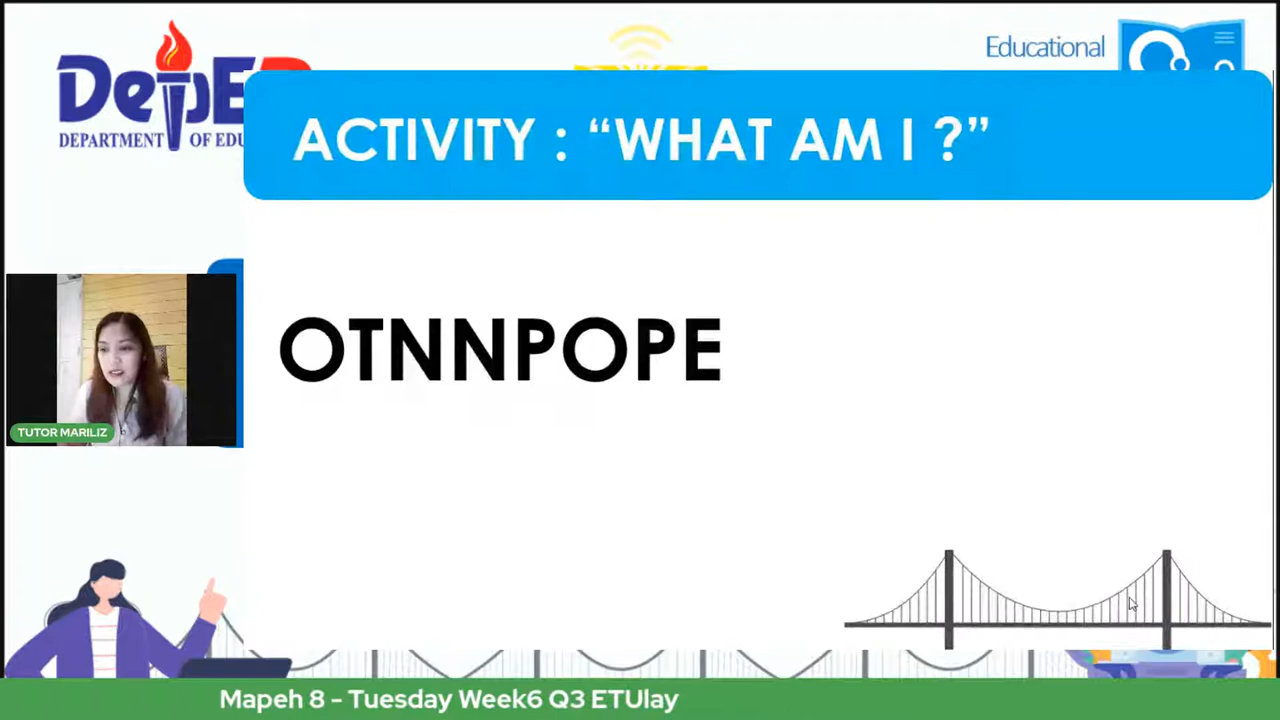 DepED
DEPARTMENT OF EDU
Educational
ACTIVITY : “WHAT AM I ?”
OTNNPOPE
TUTOR MARILIZ
Mapeh 8 - Tuesday Week6 Q3 ETUlay